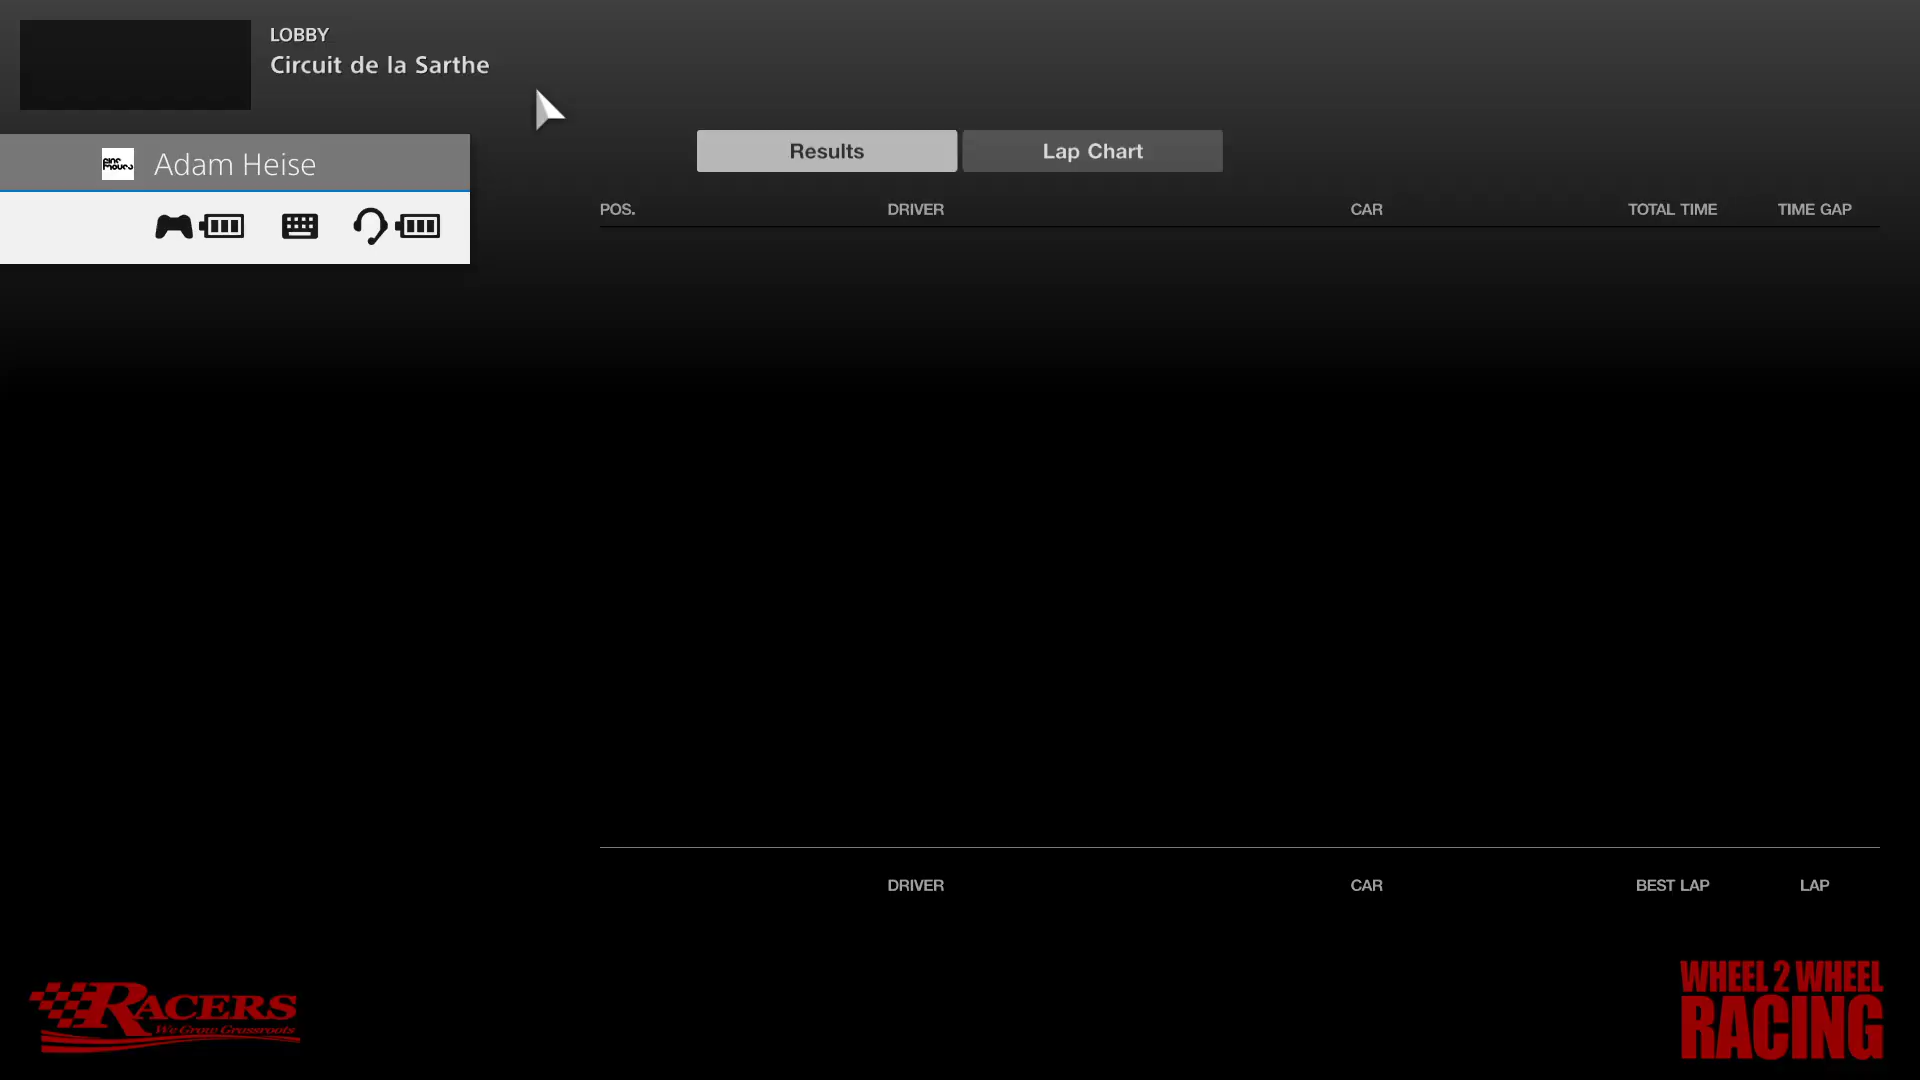 LOBBY
Circuit de la Sarthe
Adam Heise
Results
Lap Chart
POS.
DRIVER
CAR
TOTAL TIME
TIME GAP
DRIVER
CAR
BEST LAP
LAP
RACERS
We Grow Grassroots
WHEEL 2 WHEEL
RACING